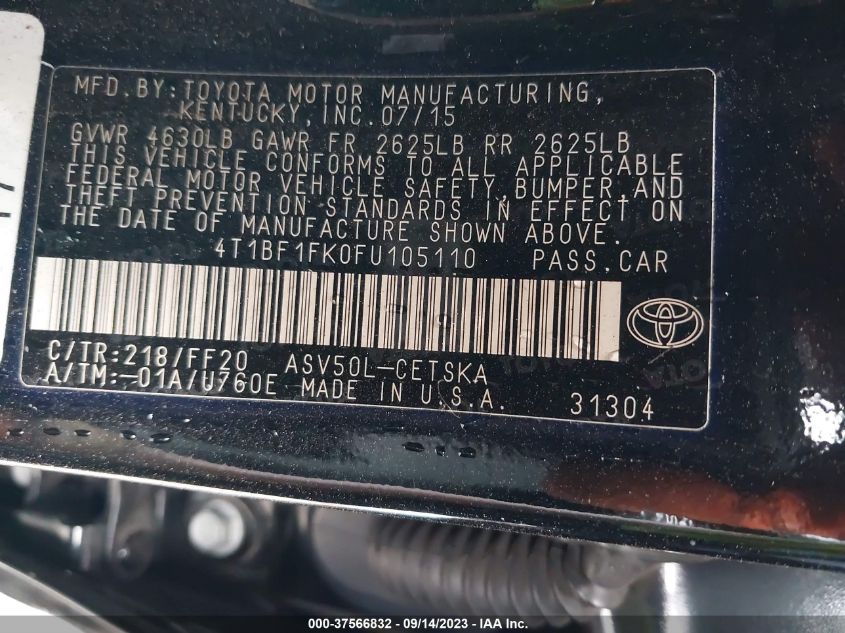 MFD.BY:TOYOTA MOTOR MANUFACTURING,
KENTUCKY,INC.07/15
GVWR 4630LB GAWR FR 2625LB RR 2625LB
THIS VEHICLE CONFORMS TO ALL APPLICABLE
FEDERAL MOTOR VEHICLE SAFETY,BUMPER,AND
THEFT PREVENTION STANDARDS IN EFFECT ON
THE DATE OF MANUFACTURE SHOWN ABOVE.
4T1BF1FK0FU105110 PASS.CAR
C/TR:218/FF20 ASV50L-CETSKA
A/TM:-01A/U760E MADE IN U.S.A. 31304
000-37566832 - 09/14/2023 - IAAI Stock & Sales